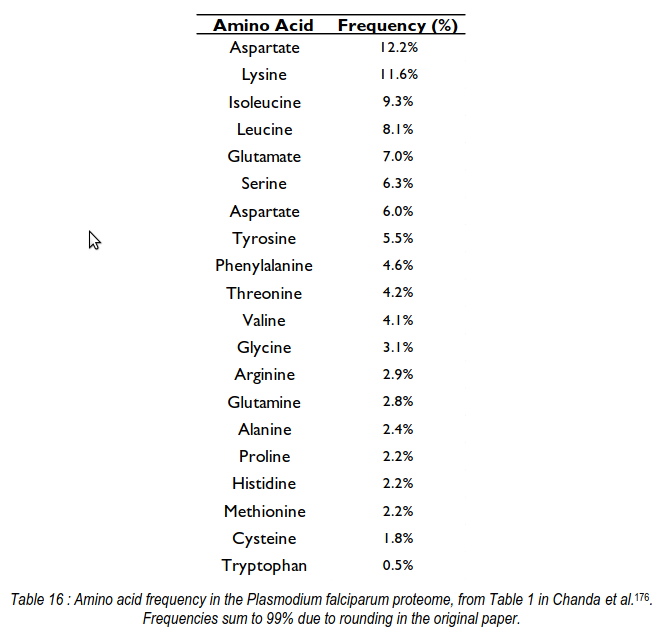 Amino Acid Frequency (%)
Aspartate 12.2%
Lysine 11.6%
Isoleucine 9.3%
Leucine 8.1%
Glutamate 7.0%
Serine 6.3%
Aspartate 6.0%
Tyrosine 5.5%
Phenylalanine 4.6%
Threonine 4.2%
Valine 4.1%
Glycine 3.1%
Arginine 2.9%
Glutamine 2.8%
Alanine 2.4%
Proline 2.2%
Histidine 2.2%
Methionine 2.2%
Cysteine 1.8%
Tryptophan 0.5%
Table 16 : Amino acid frequency in the Plasmodium falciparum proteome, from Table 1 in Chanda et al.¹⁷⁶.
Frequencies sum to 99% due to rounding in the original paper.